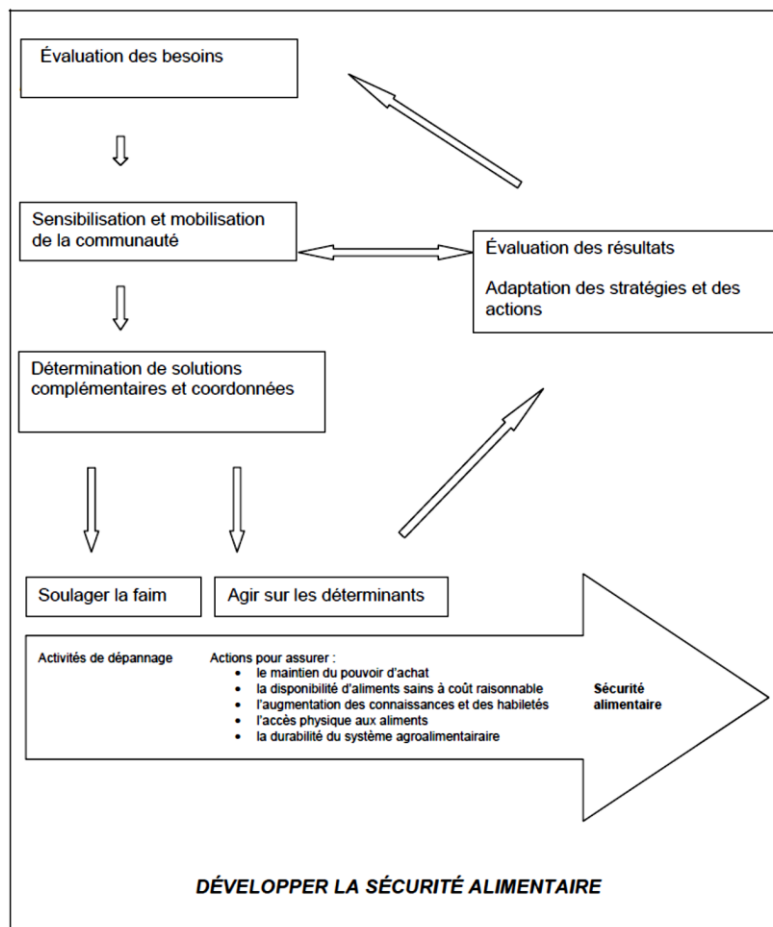 Évaluation des besoins
Sensibilisation et mobilisation
de la communauté
Évaluation des résultats
Adaptation des stratégies et des
actions
Détermination de solutions
complémentaires et coordonnées
Soulager la faim
Agir sur les déterminants
Activités de dépannage
Actions pour assurer :
• le maintien du pouvoir d'achat
• la disponibilité d'aliments sains à coût raisonnable
• l'augmentation des connaissances et des habiletés
• l'accès physique aux aliments
• la durabilité du système agroalimentairaire
Sécurité
alimentaire
DÉVELOPPER LA SÉCURITÉ ALIMENTAIRE